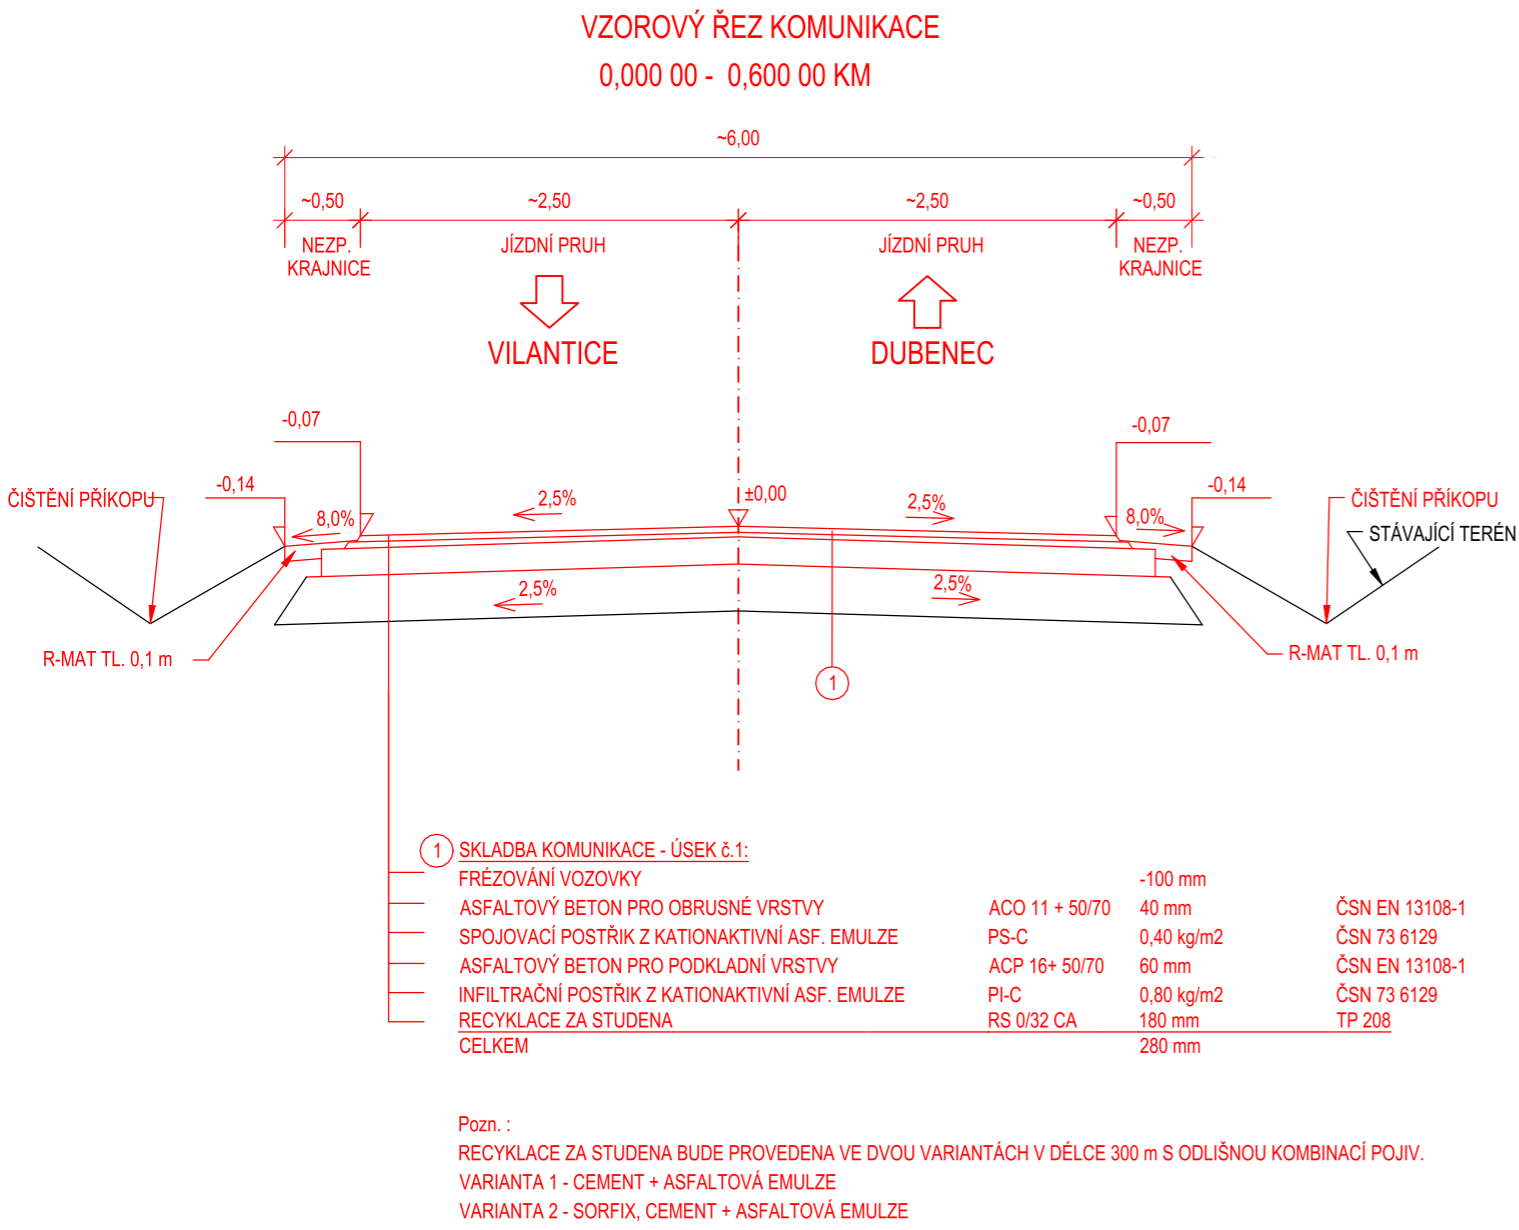 VZOROVÝ ŘEZ KOMUNIKACE
0,000 00 - 0,600 00 KM
~6,00
~0,50 ~2,50 ~2,50 ~0,50
NEZP. JÍZDNÍ PRUH JÍZDNÍ PRUH NEZP.
KRAJNICE KRAJNICE
VILANTICE DUBENEC
-0,07 -0,07
ČIŠTĚNÍ PŘÍKOPU -0,14 2,5% ±0,00 2,5% -0,14 ČIŠTĚNÍ PŘÍKOPU
8,0% 8,0% STÁVAJÍCÍ TERÉN
2,5% 2,5%
R-MAT TL. 0,1 m R-MAT TL. 0,1 m
1
1 SKLADBA KOMUNIKACE - ÚSEK č.1:
FRÉZOVÁNÍ VOZOVKY -100 mm
ASFALTOVÝ BETON PRO OBRUSNÉ VRSTVY ACO 11 + 50/70 40 mm ČSN EN 13108-1
SPOJOVACÍ POSTŘIK Z KATIONAKTIVNÍ ASF. EMULZE PS-C 0,40 kg/m2 ČSN 73 6129
ASFALTOVÝ BETON PRO PODKLADNÍ VRSTVY ACP 16+ 50/70 60 mm ČSN EN 13108-1
INFILTRAČNÍ POSTŘIK Z KATIONAKTIVNÍ ASF. EMULZE PI-C 0,80 kg/m2 ČSN 73 6129
RECYKLACE ZA STUDENA RS 0/32 CA 180 mm TP 208
CELKEM 280 mm
Pozn. :
RECYKLACE ZA STUDENA BUDE PROVEDENA VE DVOU VARIANTÁCH V DÉLCE 300 m S ODLIŠNOU KOMBINACÍ POJIV.
VARIANTA 1 - CEMENT + ASFALTOVÁ EMULZE
VARIANTA 2 - SORFIX, CEMENT + ASFALTOVÁ EMULZE